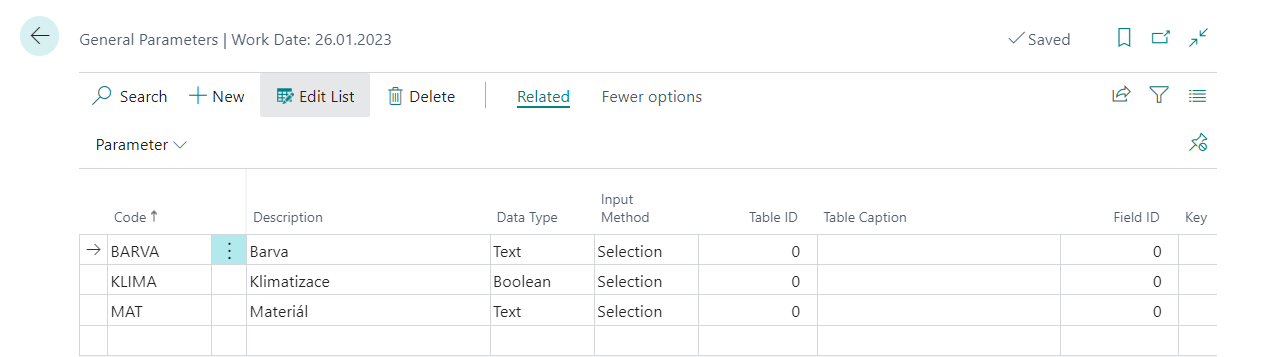 General Parameters | Work Date: 26.01.2023 Saved
Search New Edit List Delete Related Fewer options
Parameter
Code ↑ Description Data Type Input Method Table ID Table Caption Field ID Key
BARVA Barva Text Selection 0 0
KLIMA Klimatizace Boolean Selection 0 0
MAT Materiál Text Selection 0 0